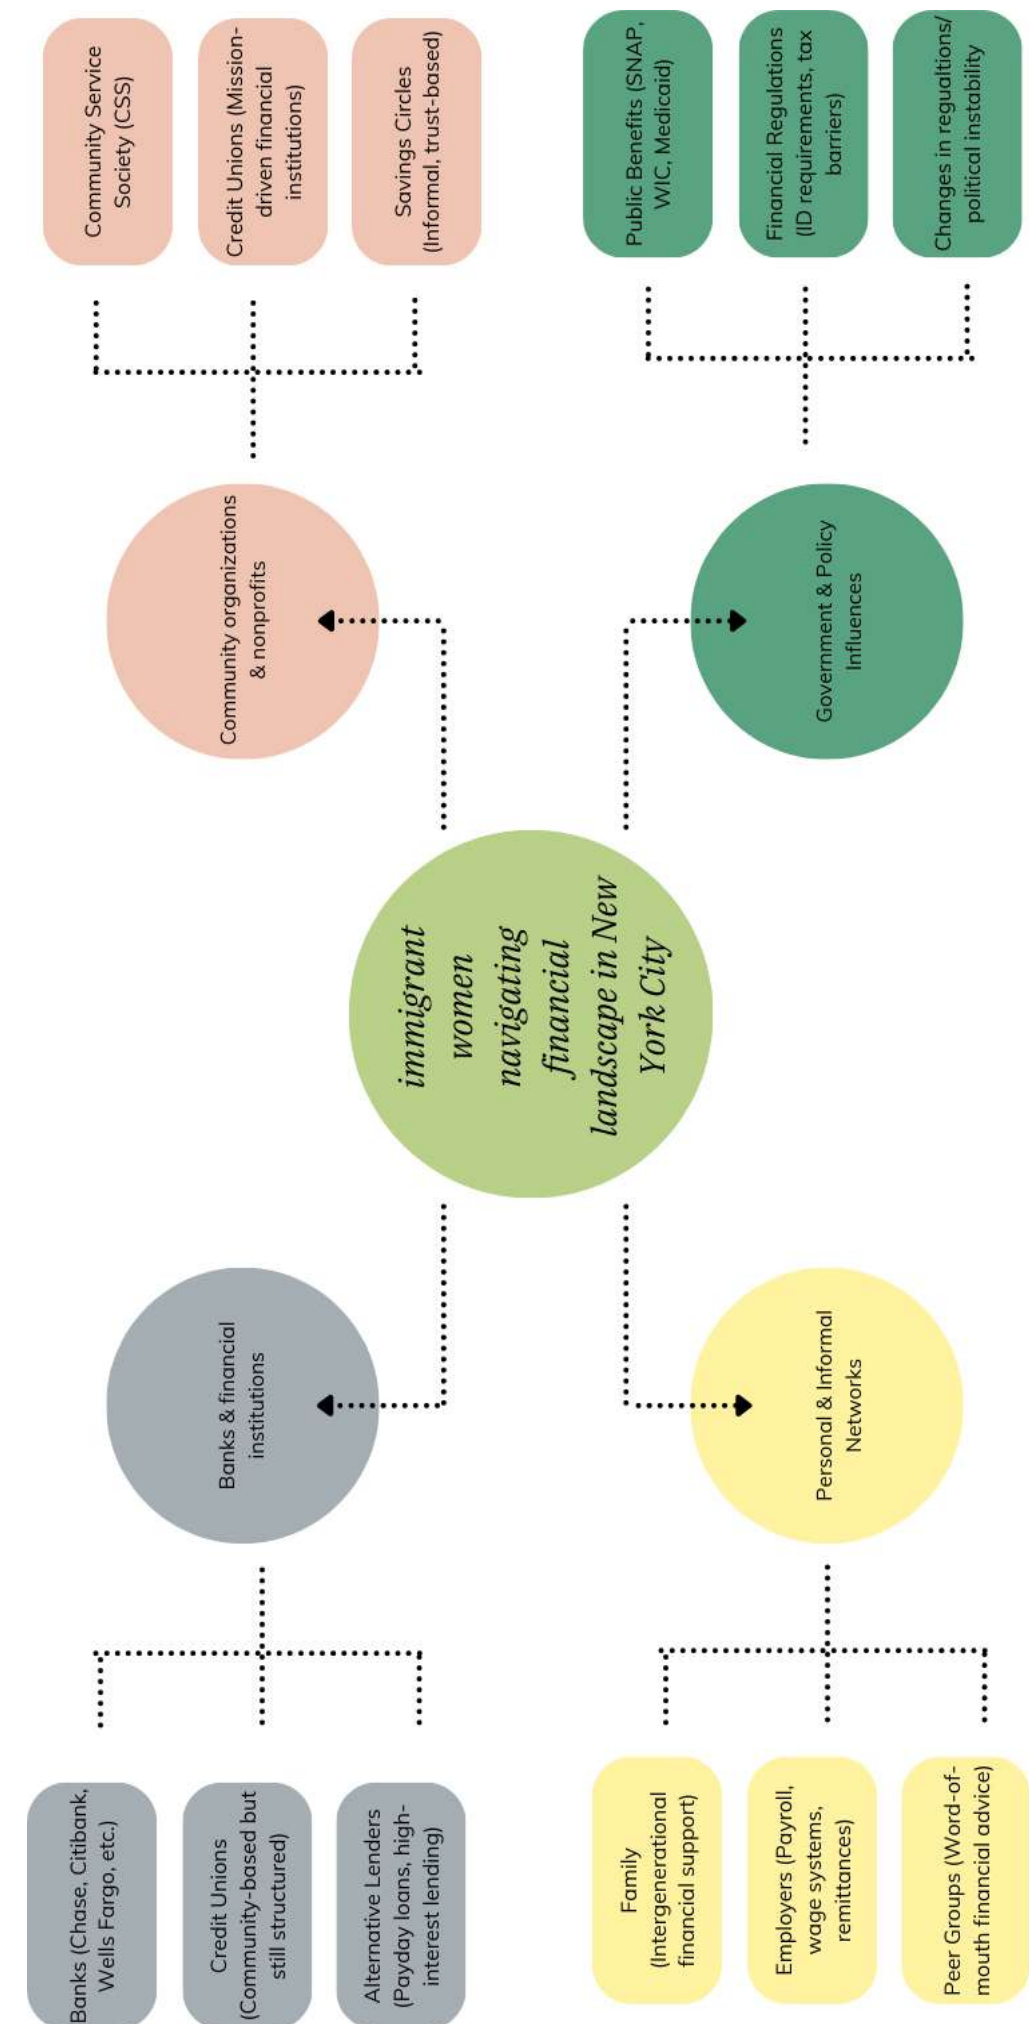 Banks (Chase, Citibank,
Wells Fargo, etc.)
Credit Unions
(Community-based but
still structured)
Alternative Lenders
(Payday loans, high-
interest lending)
Banks & financial
institutions
Family
(Intergenerational
financial support)
Employers (Payroll,
wage systems,
remittances)
Peer Groups (Word-of-
mouth financial advice)
Personal & Informal
Networks
immigrant
women
navigating
financial
landscape in New
York City
Community organizations
& nonprofits
Community Service
Society (CSS)
Credit Unions (Mission-
driven financial
institutions)
Savings Circles
(Informal, trust-based)
Government & Policy
Influences
Public Benefits (SNAP,
WIC, Medicaid)
Financial Regulations
(ID requirements, tax
barriers)
Changes in regualtions/
political instability